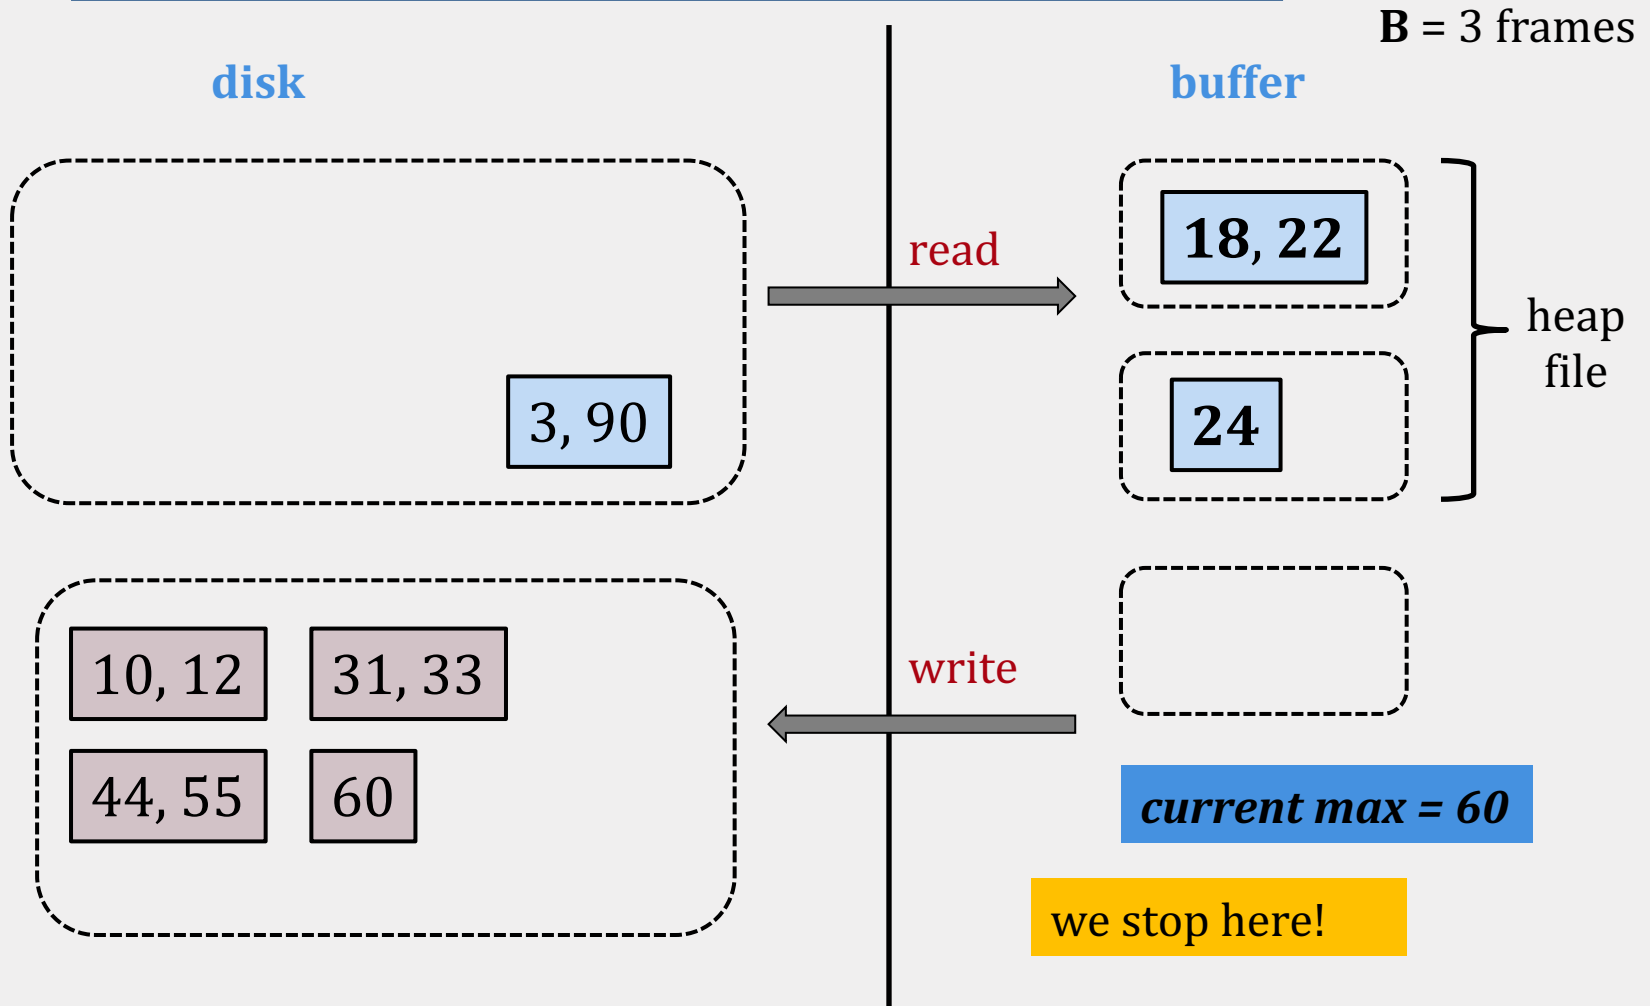 B = 3 frames
disk
buffer
18, 22
read
heap
file
3, 90
24
10, 12
31, 33
write
44, 55
60
current max = 60
we stop here!